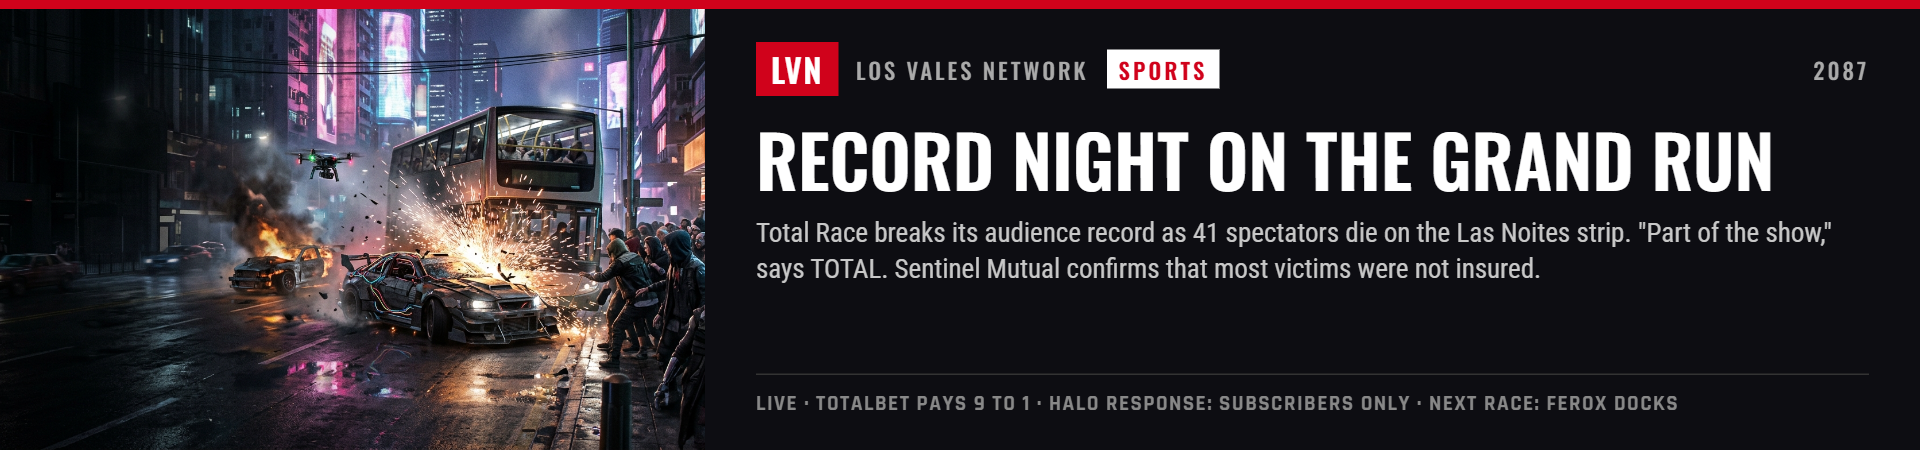 LVN LOS VALES NETWORK SPORTS 2087
RECORD NIGHT ON THE GRAND RUN
Total Race breaks its audience record as 41 spectators die on the Las Noites strip. "Part of the show,"
says TOTAL. Sentinel Mutual confirms that most victims were not insured.
LIVE · TOTALBET PAYS 9 TO 1 · HALO RESPONSE: SUBSCRIBERS ONLY · NEXT RACE: FEROX DOCKS